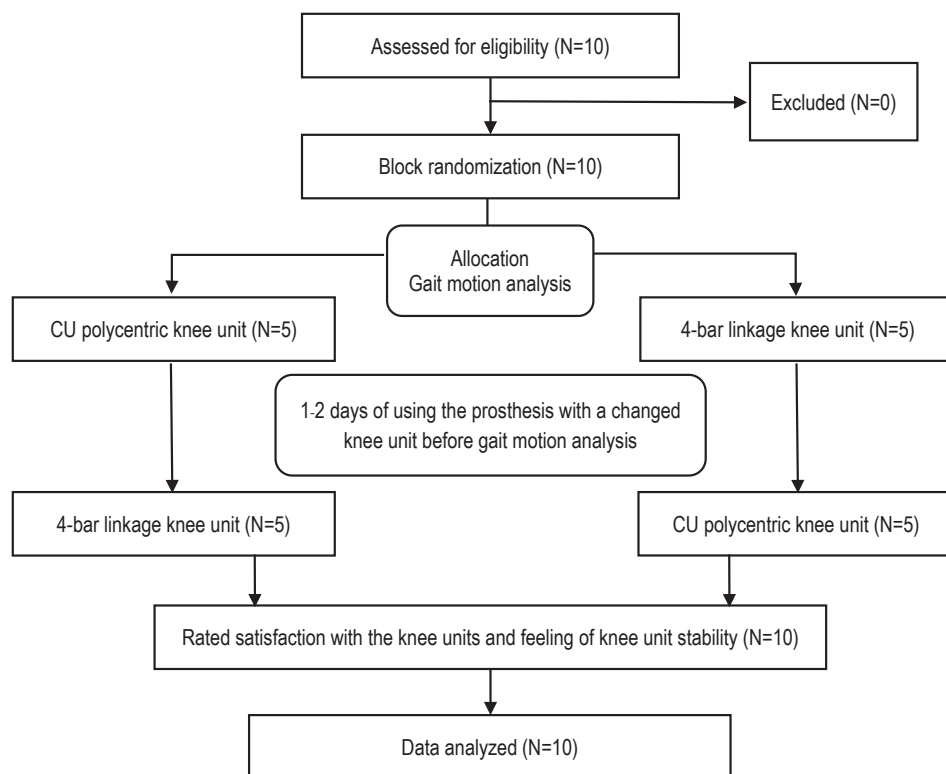 Assessed for eligibility (N=10)
Excluded (N=0)
Block randomization (N=10)
Allocation
Gait motion analysis
CU polycentric knee unit (N=5)
4-bar linkage knee unit (N=5)
1-2 days of using the prosthesis with a changed
knee unit before gait motion analysis
4-bar linkage knee unit (N=5)
CU polycentric knee unit (N=5)
Rated satisfaction with the knee units and feeling of knee unit stability (N=10)
Data analyzed (N=10)